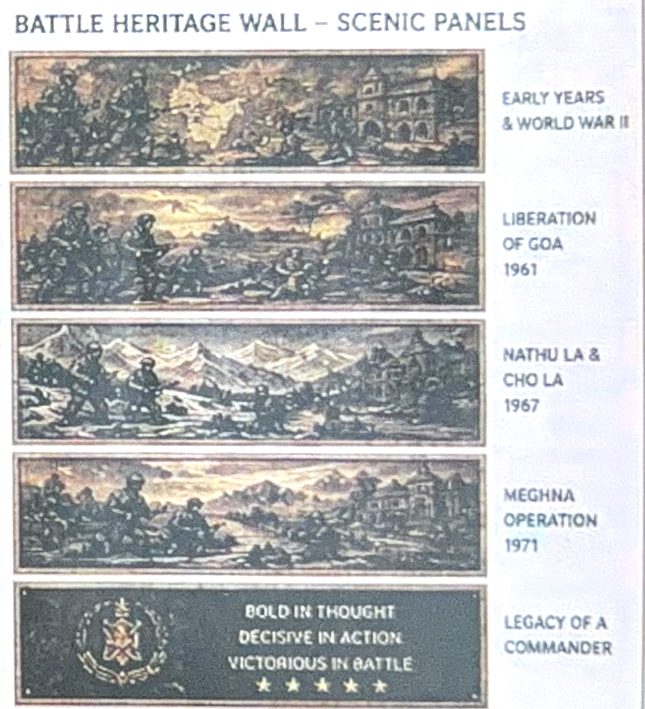 BATTLE HERITAGE WALL – SCENIC PANELS
EARLY YEARS
& WORLD WAR II
LIBERATION
OF GOA
1961
NATHU LA &
CHO LA
1967
MEGHNA
OPERATION
1971
BOLD IN THOUGHT
DECISIVE IN ACTION
VICTORIOUS IN BATTLE
LEGACY OF A
COMMANDER